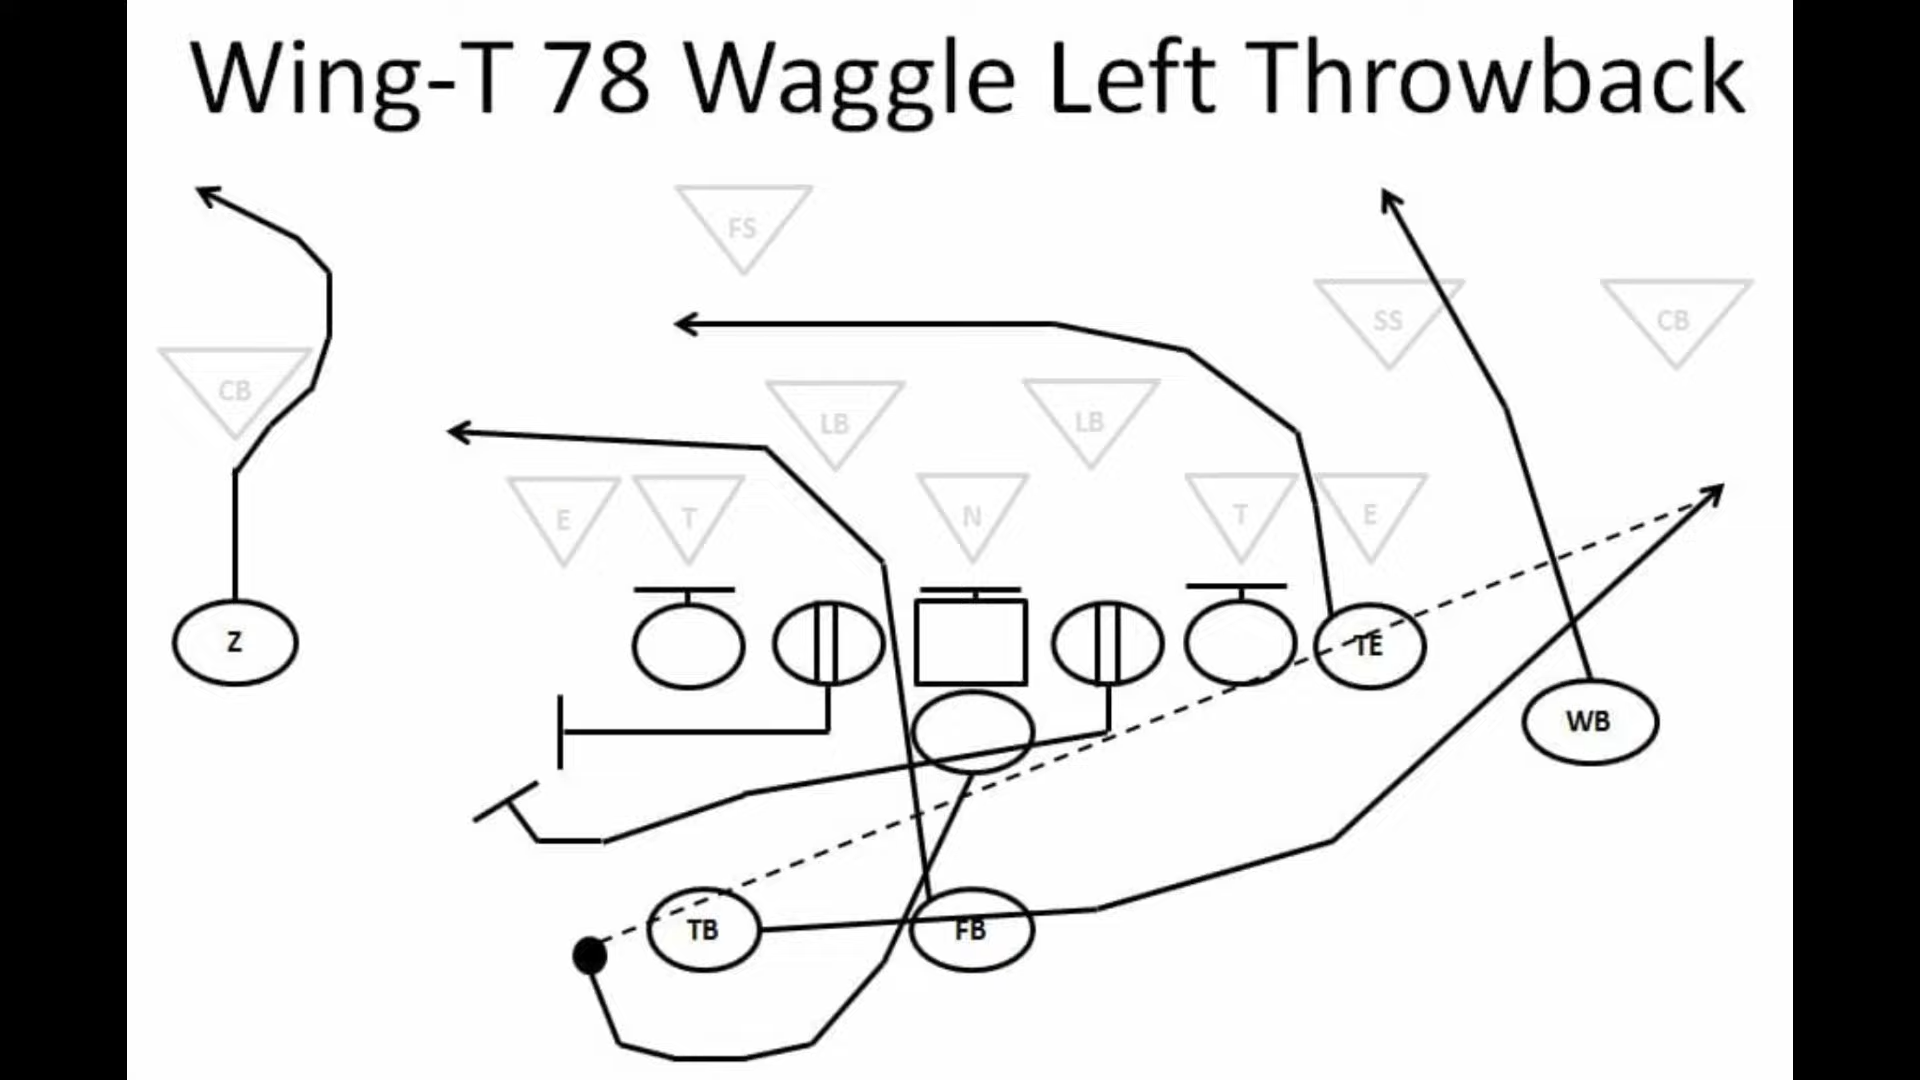 Wing-T 78 Waggle Left Throwback
FS
SS
CB
CB
LB
LB
E
T
N
T
E
Z
TE
WB
TB
FB